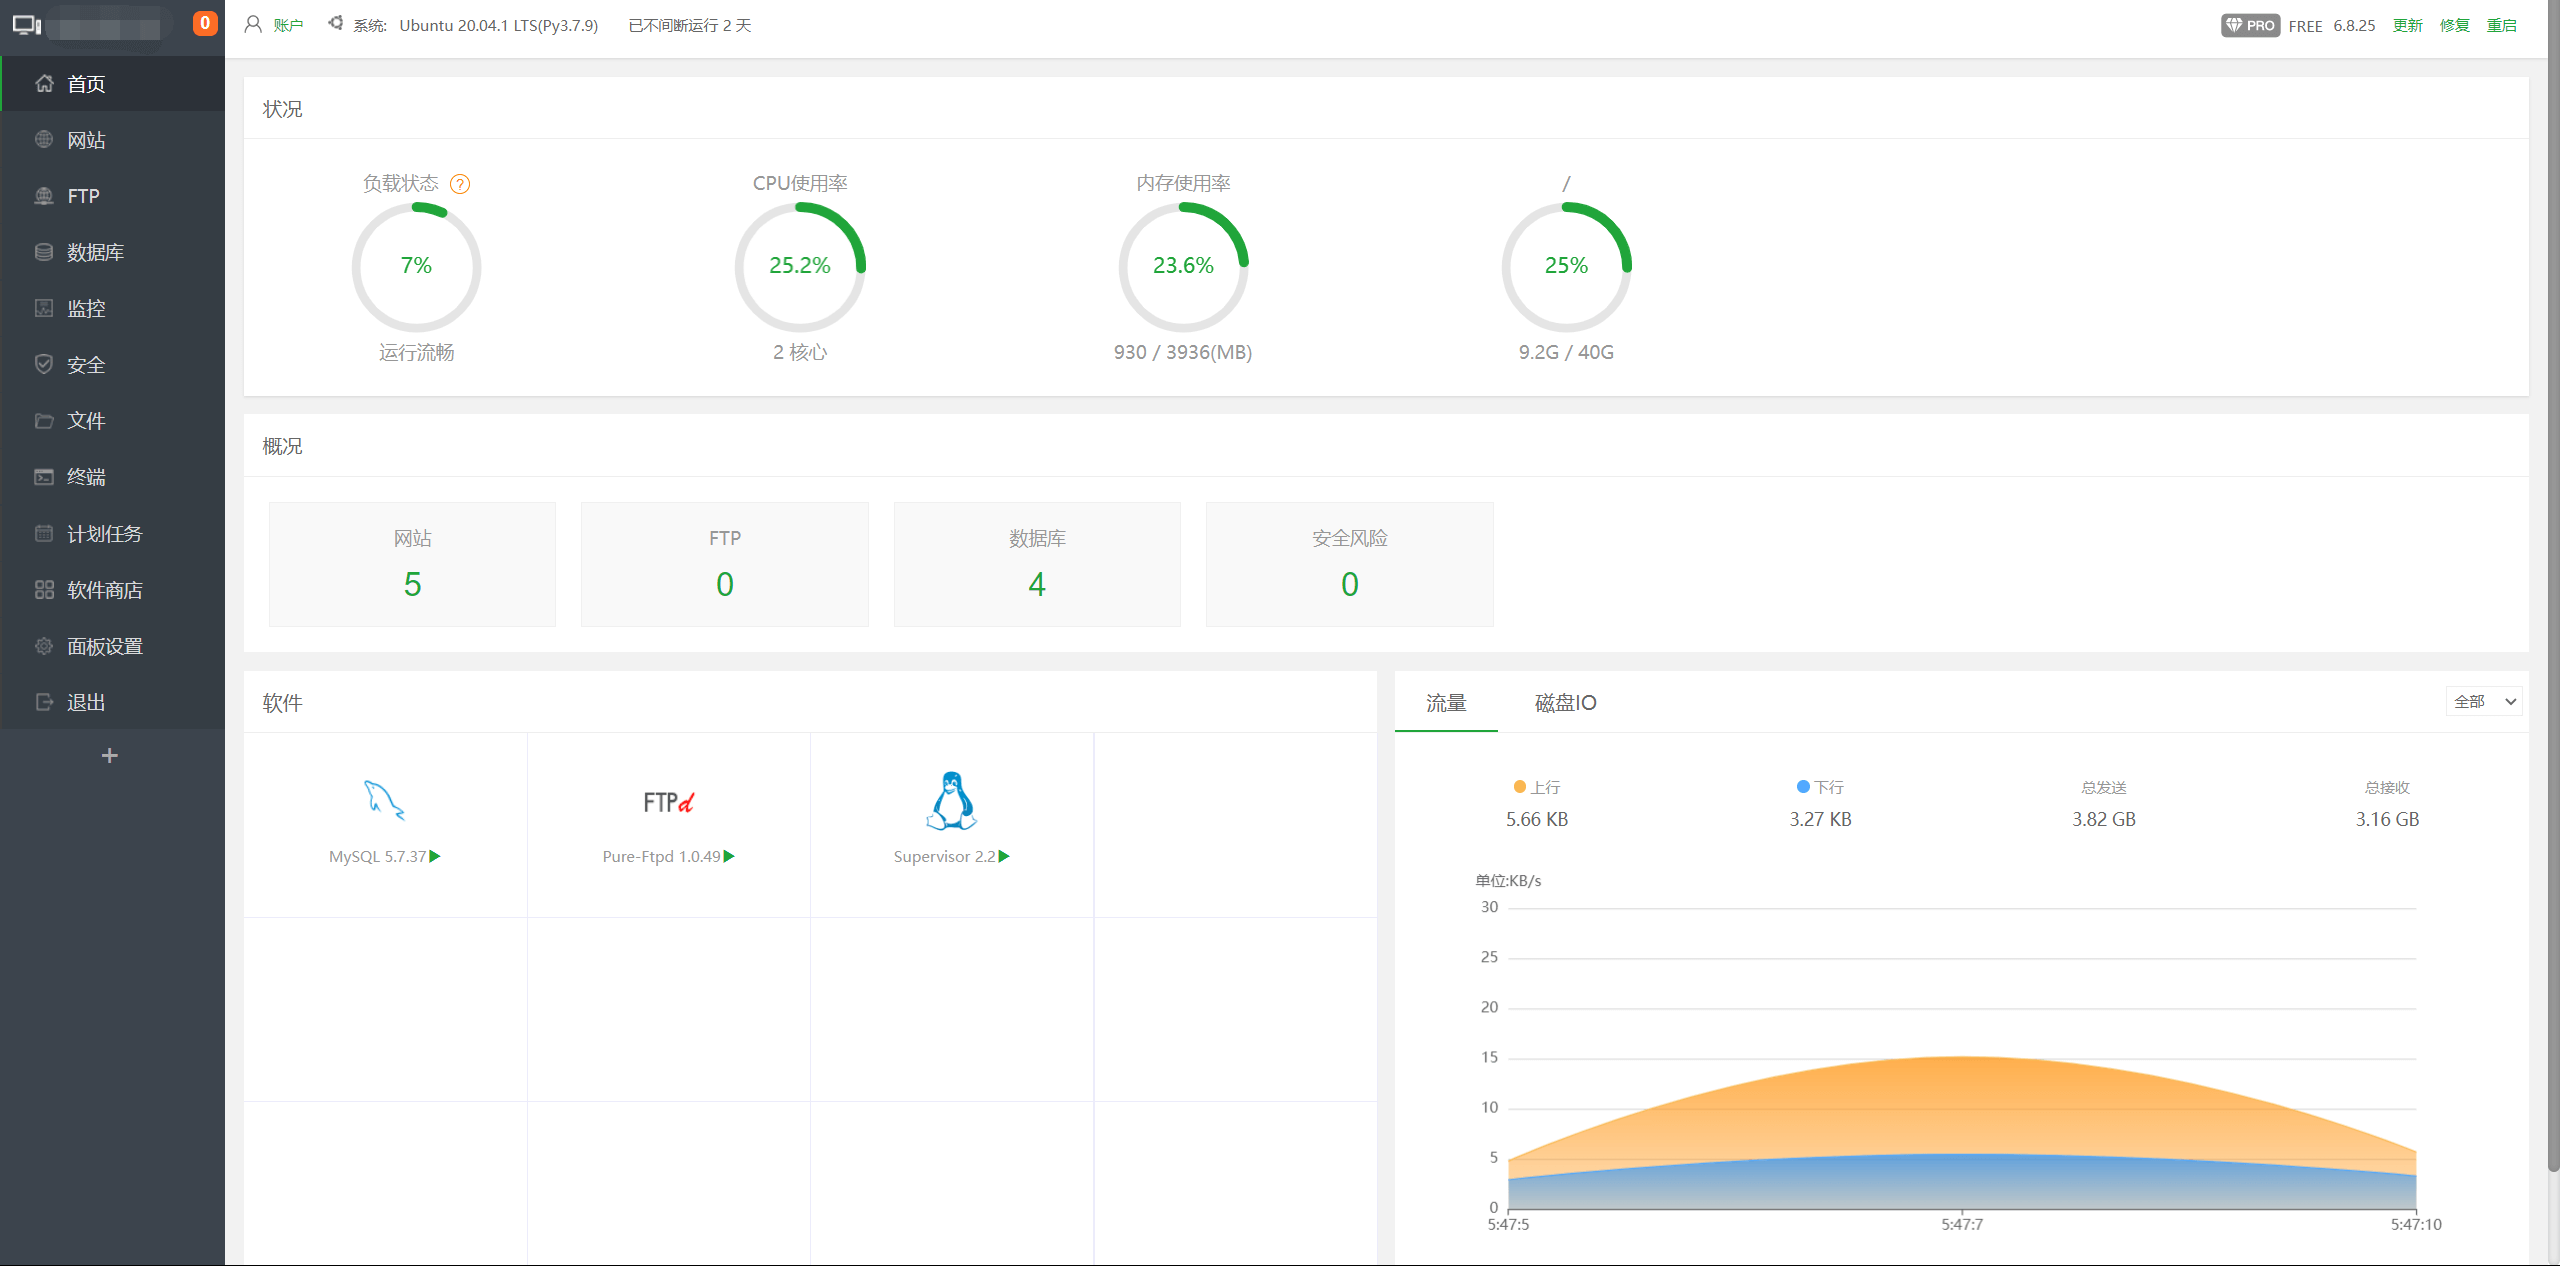 0
账户
系统: Ubuntu 20.04.1 LTS(Py3.7.9) 已不间断运行 2 天
PRO FREE 6.8.25 更新 修复 重启
首页
网站
FTP
数据库
监控
安全
文件
终端
计划任务
软件商店
面板设置
退出
+
状况
负载状态 ?
7%
运行流畅
CPU使用率
25.2%
2 核心
内存使用率
23.6%
930 / 3936(MB)
/
25%
9.2G / 40G
概况
网站
5
FTP
0
数据库
4
安全风险
0
软件
FTPd
MySQL 5.7.37
Pure-Ftpd 1.0.49
Supervisor 2.2
流量
磁盘IO
全部
上行
5.66 KB
下行
3.27 KB
总发送
3.82 GB
总接收
3.16 GB
单位:KB/s
30
25
20
15
10
5
0
5:47:5
5:47:7
5:47:10